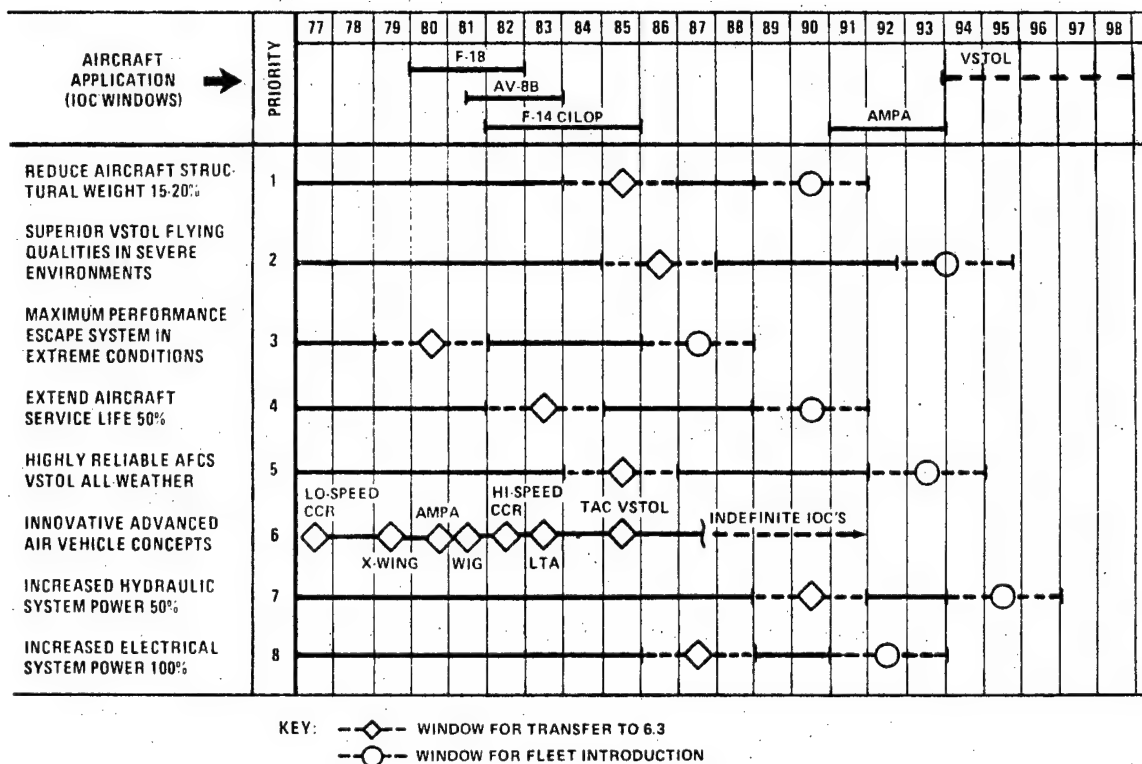 AIRCRAFT
APPLICATION
(IOC WINDOWS)
PRIORITY
77 78 79 80 81 82 83 84 85 86 87 88 89 90 91 92 93 94 95 96 97 98
F-18
AV-8B
F-14 CILOP
AMPA
VSTOL
REDUCE AIRCRAFT STRUC-
TURAL WEIGHT 15-20%
1
SUPERIOR VSTOL FLYING
QUALITIES IN SEVERE
ENVIRONMENTS
2
MAXIMUM PERFORMANCE
ESCAPE SYSTEM IN
EXTREME CONDITIONS
3
EXTEND AIRCRAFT
SERVICE LIFE 50%
4
HIGHLY RELIABLE AFCS
VSTOL ALL-WEATHER
5
INNOVATIVE ADVANCED
AIR VEHICLE CONCEPTS
6
LO-SPEED
CCR
X-WING
AMPA
WIG
HI-SPEED
CCR
LTA
TAC VSTOL
INDEFINITE IOC'S
INCREASED HYDRAULIC
SYSTEM POWER 50%
7
INCREASED ELECTRICAL
SYSTEM POWER 100%
8
KEY:
WINDOW FOR TRANSFER TO 6.3
WINDOW FOR FLEET INTRODUCTION